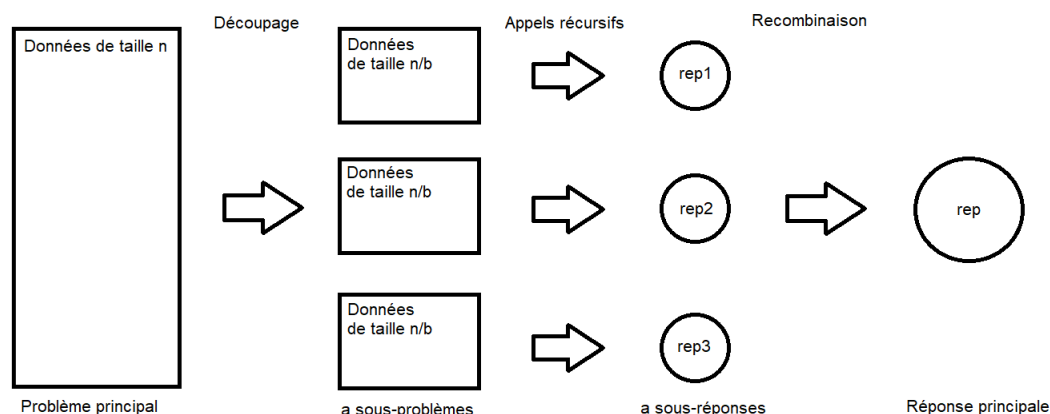 Découpage
Appels récursifs
Recombinaison
Données de taille n
Données
de taille n/b
rep1
Données
de taille n/b
rep2
rep
Données
de taille n/b
rep3
Problème principal
a sous-problèmes
a sous-réponses
Réponse principale